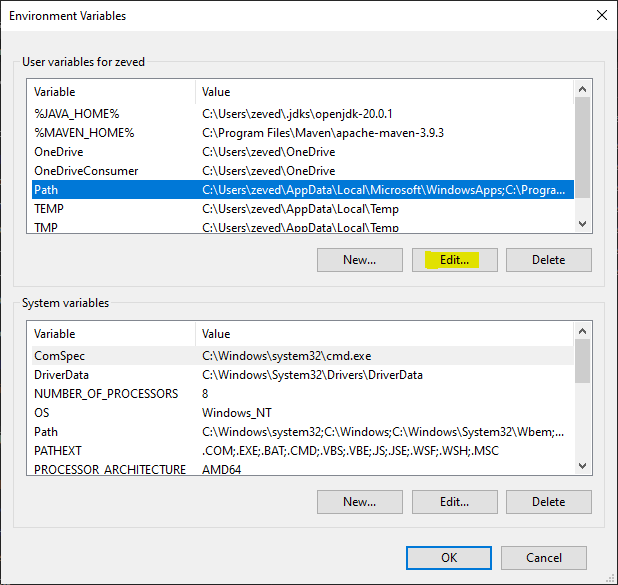 Environment Variables
User variables for zeved
Variable Value
%JAVA_HOME% C:\Users\zeved\.jdks\openjdk-20.0.1
%MAVEN_HOME% C:\Program Files\Maven\apache-maven-3.9.3
OneDrive C:\Users\zeved\OneDrive
OneDriveConsumer C:\Users\zeved\OneDrive
Path C:\Users\zeved\AppData\Local\Microsoft\WindowsApps;C:\Progra...
TEMP C:\Users\zeved\AppData\Local\Temp
TMP C:\Users\zeved\AppData\Local\Temp
New... Edit... Delete
System variables
Variable Value
ComSpec C:\Windows\system32\cmd.exe
DriverData C:\Windows\System32\Drivers\DriverData
NUMBER_OF_PROCESSORS 8
OS Windows_NT
Path C:\Windows\system32;C:\Windows;C:\Windows\System32\Wbem;...
PATHEXT .COM;.EXE;.BAT;.CMD;.VBS;.VBE;.JS;.JSE;.WSF;.WSH;.MSC
PROCESSOR_ARCHITECTURE AMD64
New... Edit... Delete
OK Cancel